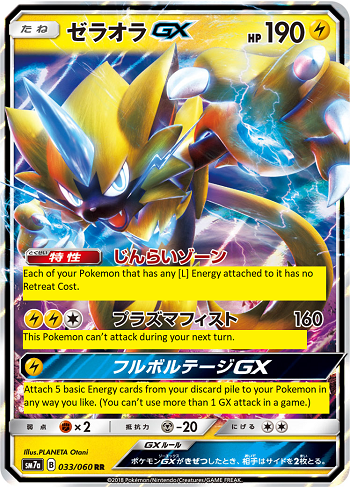 たね ゼラオラGX HP 190
とくせい
特性 じんらいゾーン
Each of your Pokemon that has any [L] Energy attached to it has no
Retreat Cost.
プラズマフィスト 160
This Pokemon can't attack during your next turn.
フルボルテージGX
Attach 5 basic Energy cards from your discard pile to your Pokemon in
any way you like. (You can't use more than 1 GX attack in a game.)
弱点 ×2 抵抗力 -20 にげる
Illus.PLANETA Otani
GXルール
sm7a B 033/060 RR
ポケモンGXがきぜつしたとき、相手はサイドを2枚とる。
©2018 Pokémon/Nintendo/Creatures/GAME FREAK.